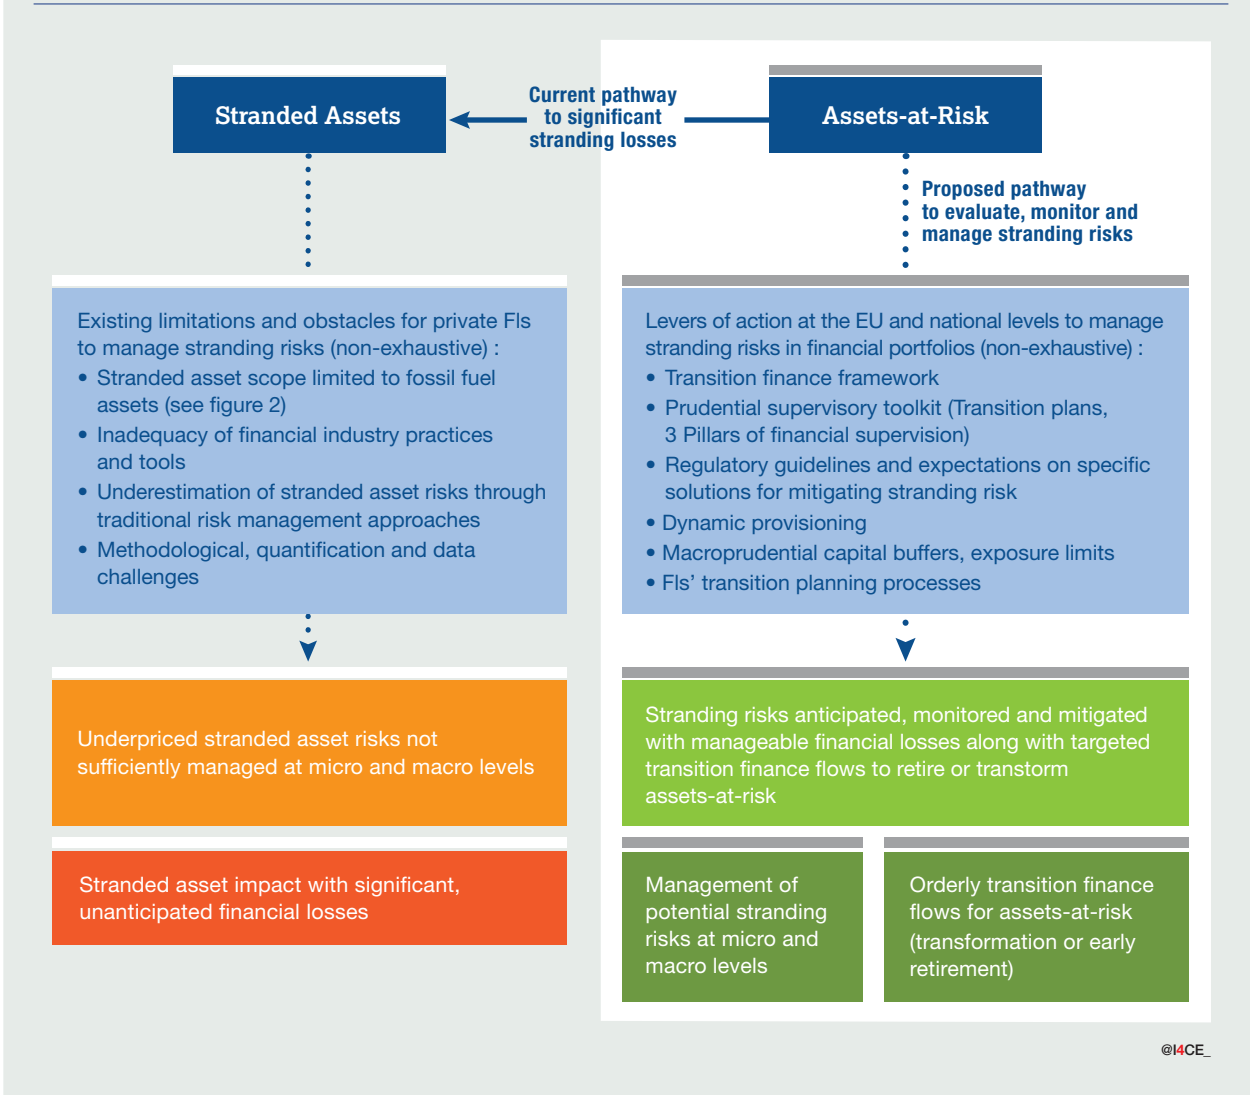 Stranded Assets
Current pathway
to significant
stranding losses
Assets-at-Risk
Proposed pathway
to evaluate, monitor and
manage stranding risks
Existing limitations and obstacles for private FIs
to manage stranding risks (non-exhaustive) :
• Stranded asset scope limited to fossil fuel
assets (see figure 2)
• Inadequacy of financial industry practices
and tools
• Underestimation of stranded asset risks through
traditional risk management approaches
• Methodological, quantification and data
challenges
Levers of action at the EU and national levels to manage
stranding risks in financial portfolios (non-exhaustive) :
• Transition finance framework
• Prudential supervisory toolkit (Transition plans,
3 Pillars of financial supervision)
• Regulatory guidelines and expectations on specific
solutions for mitigating stranding risk
• Dynamic provisioning
• Macroprudential capital buffers, exposure limits
• FIs’ transition planning processes
Underpriced stranded asset risks not
sufficiently managed at micro and macro levels
Stranding risks anticipated, monitored and mitigated
with manageable financial losses along with targeted
transition finance flows to retire or transtorm
assets-at-risk
Stranded asset impact with significant,
unanticipated financial losses
Management of
potential stranding
risks at micro and
macro levels
Orderly transition finance
flows for assets-at-risk
(transformation or early
retirement)
@I4CE_